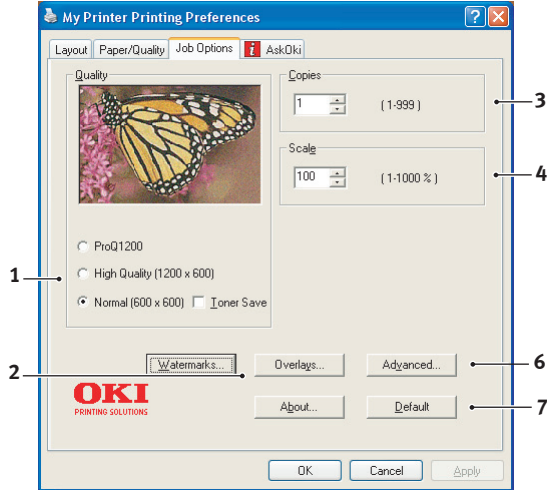 My Printer Printing Preferences
Layout Paper/Quality Job Options i AskOki
Quality
Copies
1 (1-999)
3
Scale
100 (1-1000 %)
4
ProQ1200
High Quality (1200 x 600)
1
Normal (600 x 600) Toner Save
Watermarks... Overlays... Advanced...
6
2
OKI
PRINTING SOLUTIONS
About... Default
7
OK Cancel Apply